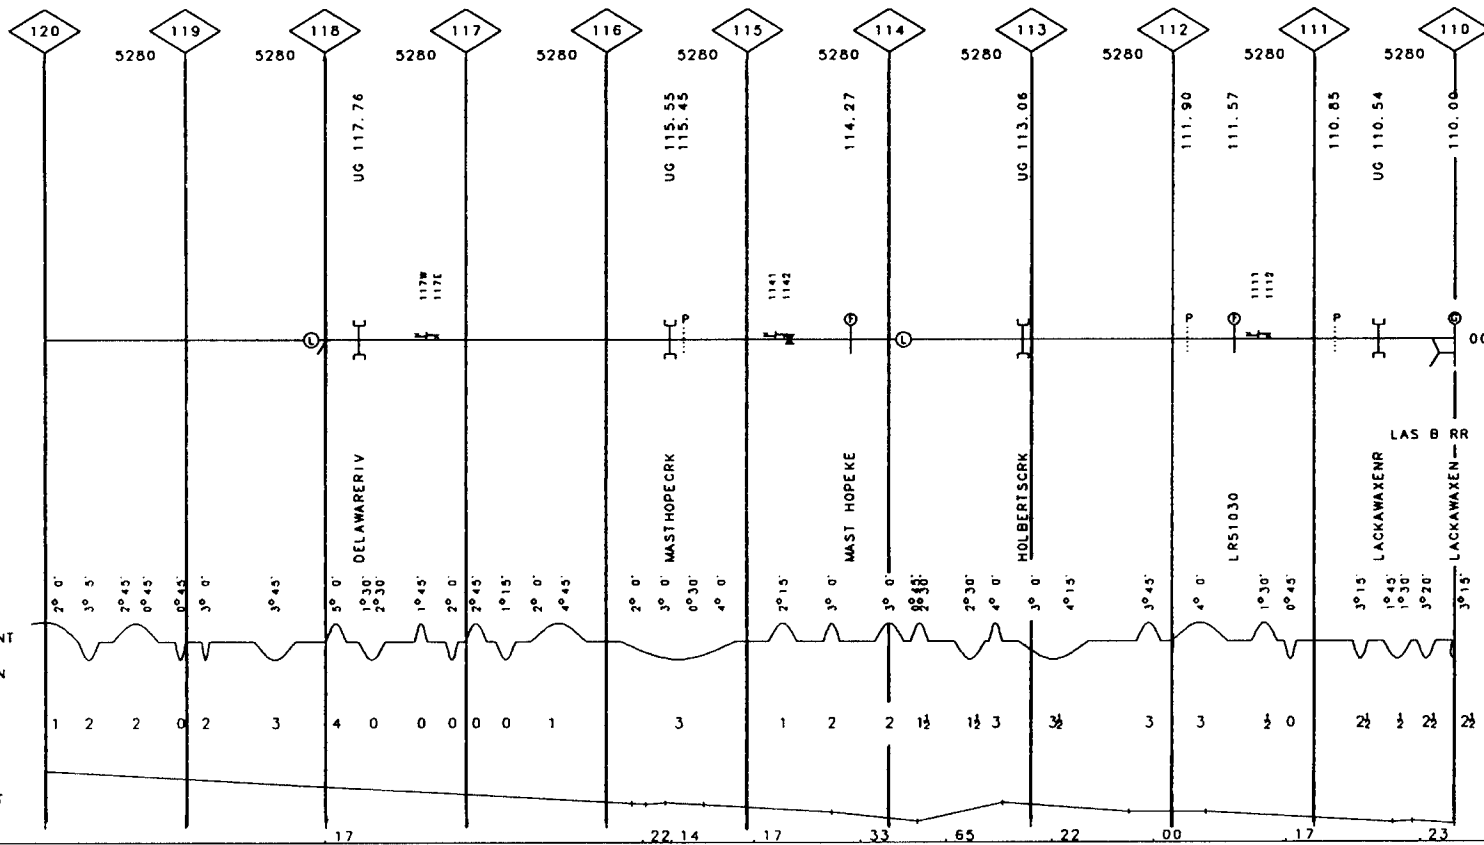 120 119 118 117 116 115 114 113 112 111 110
5280 5280 5280 5280 5280 5280 5280 5280 5280 5280
UG 117.76
UG 115.55
115.45
114.27
UG 113.06
111.90
111.57
110.85
UG 110.54
110.00
117W
117E
1141
1142
1111
1112
L P F L P F P G
LAS B RR
DELAWARERIV
MASTHOPECRK
MAST HOPEKE
HOLBERTSCRK
LR51030
LACKAWAXENR
LACKAWAXEN
2° 0' 3° 5' 2°45' 0°45' 0°45' 3° 0' 3°45' 5° 0' 1°30' 2°30' 1°45' 2° 0' 2°45' 1°15' 2° 0' 4°45' 2° 0' 3° 0' 0°30' 4° 0' 2°15' 3° 0' 3° 0' 0°45' 2°30' 2°30' 4° 0' 3° 0' 4°15' 3°45' 4° 0' 1°30' 0°45' 3°15' 1°45' 1°30' 3°20' 3°15'
NT
1 2 2 0 2 3 4 0 0 0 0 0 1 3 1 2 2 1½ 1½ 3 3½ 3 3 ½ 0 2½ ½ 2½ 2½
.17 .22 .14 .17 .33 .65 .22 .00 .17 .23